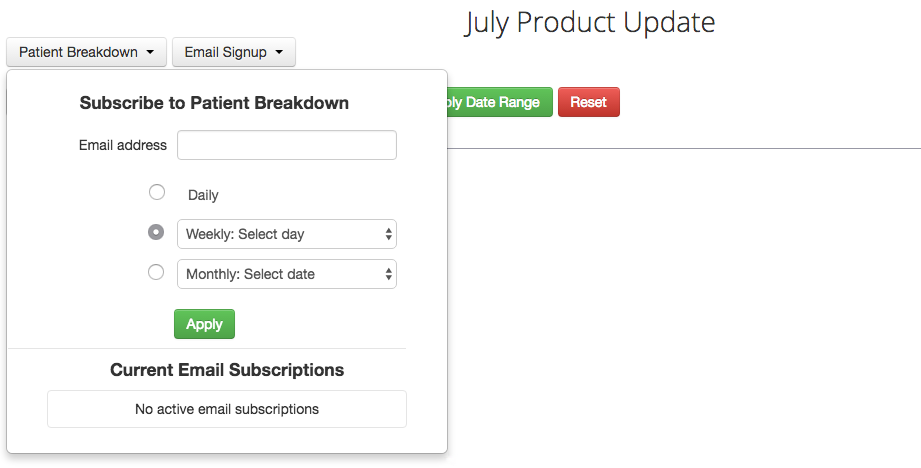 July Product Update
Patient Breakdown
Email Signup
Subscribe to Patient Breakdown
Date Range
Reset
Email address
Daily
Weekly: Select day
Monthly: Select date
Apply
Current Email Subscriptions
No active email subscriptions